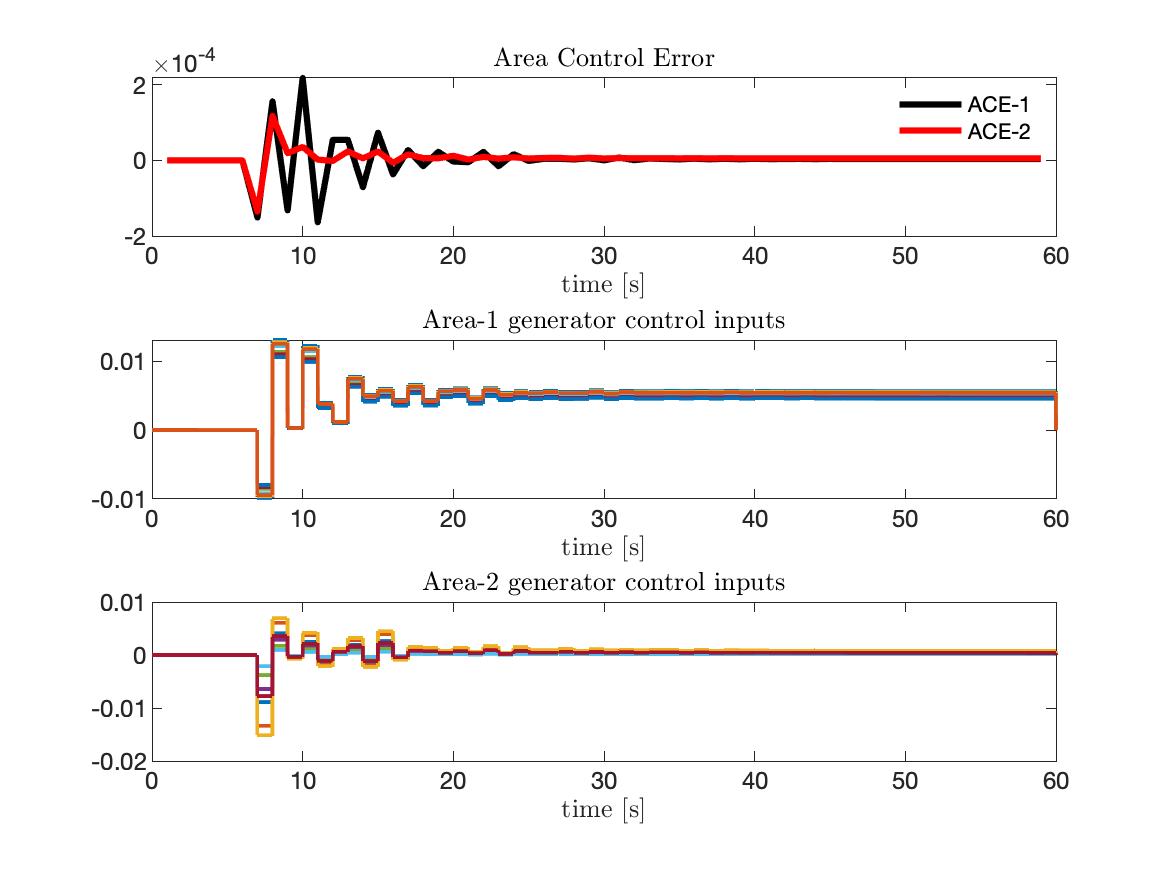 Area Control Error
×10-4
2
0
-2
ACE-1
ACE-2
0 10 20 30 40 50 60
time [s]
Area-1 generator control inputs
0.01
0
-0.01
0 10 20 30 40 50 60
time [s]
Area-2 generator control inputs
0.01
0
-0.01
-0.02
0 10 20 30 40 50 60
time [s]